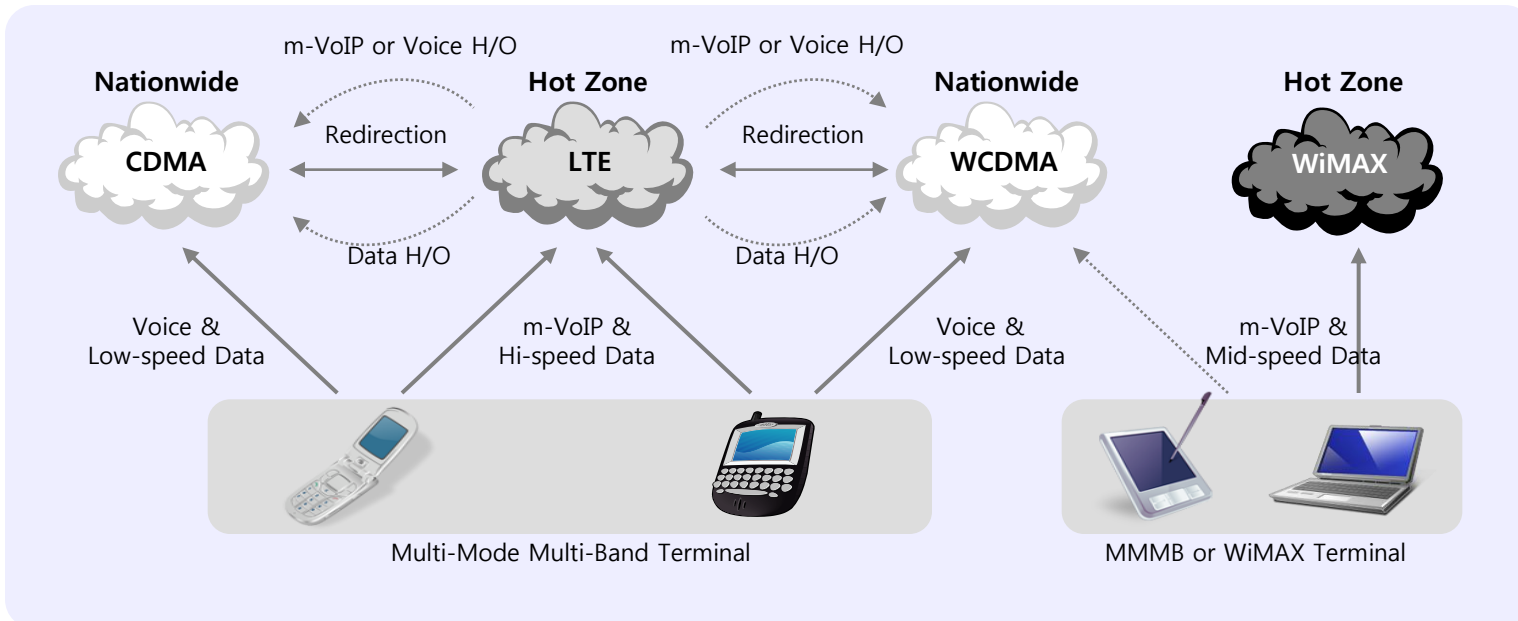 m-VoIP or Voice H/O
m-VoIP or Voice H/O
Nationwide
Hot Zone
Nationwide
Hot Zone
Redirection
Redirection
CDMA
LTE
WCDMA
WiMAX
Data H/O
Data H/O
Voice &
Low-speed Data
m-VoIP &
Hi-speed Data
Voice &
Low-speed Data
m-VoIP &
Mid-speed Data
Multi-Mode Multi-Band Terminal
MMMB or WiMAX Terminal